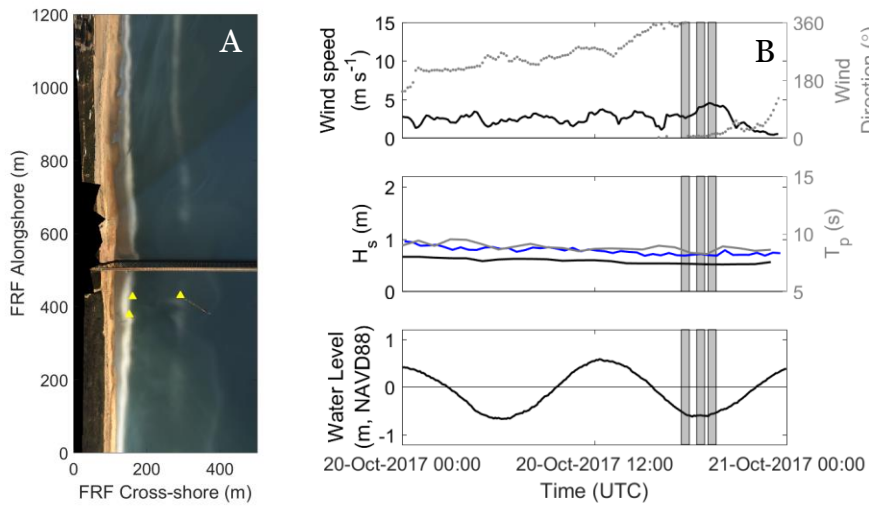 A
FRF Alongshore (m)
1200
1000
800
600
400
200
0
0
200
400
FRF Cross-shore (m)
B
Wind speed
(m s-1)
15
10
5
0
360
180
0
Wind
Direction (°)
Hs (m)
2
1
0
15
10
5
Tp (s)
Water Level
(m, NAVD88)
1
0
-1
20-Oct-2017 00:00
20-Oct-2017 12:00
21-Oct-2017 00:00
Time (UTC)